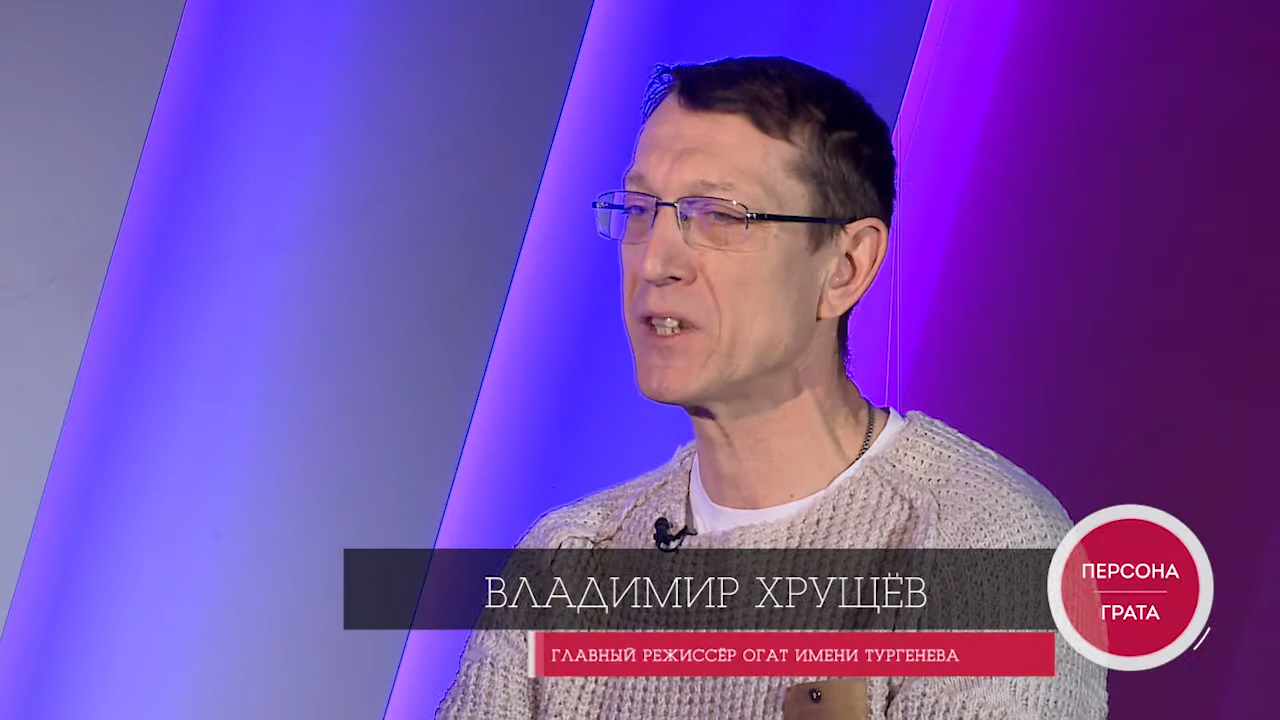 ВЛАДИМИР ХРУЩЁВ
ГЛАВНЫЙ РЕЖИССЁР ОГАТ ИМЕНИ ТУРГЕНЕВА
ПЕРСОНА
ГРАТА